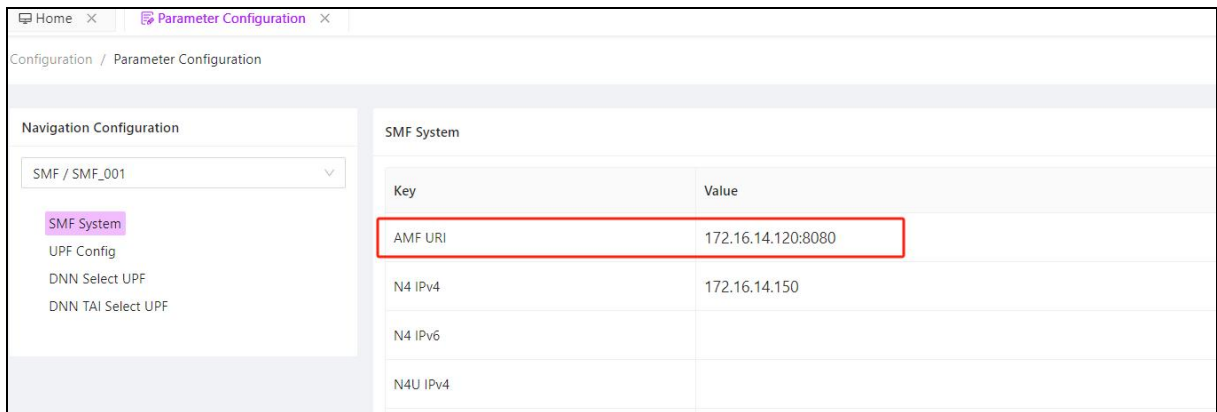 Home
Parameter Configuration
Configuration / Parameter Configuration
Navigation Configuration
SMF / SMF_001
SMF System
UPF Config
DNN Select UPF
DNN TAI Select UPF
SMF System
Key Value
AMF URI 172.16.14.120:8080
N4 IPv4 172.16.14.150
N4 IPv6
N4U IPv4